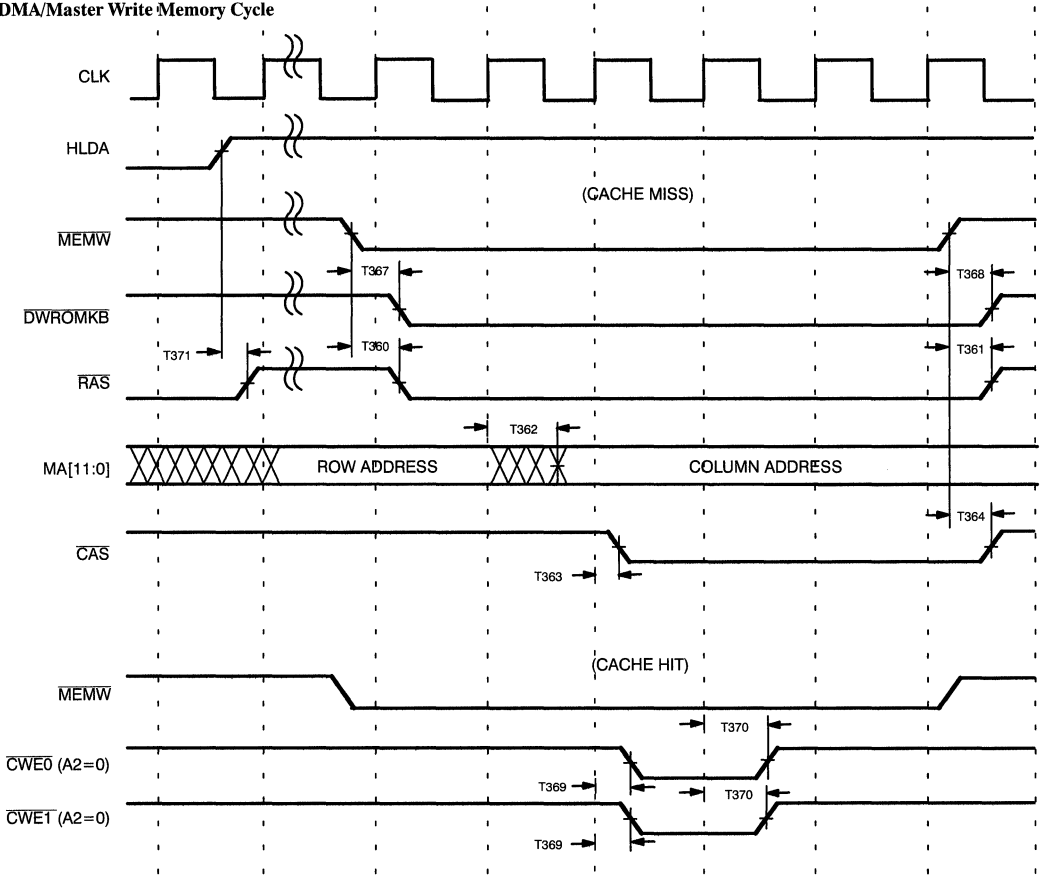 DMA/Master Write Memory Cycle
CLK
HLDA
(CACHE MISS)
MEMW
T367
T368
DWROMKB
T371
T360
T361
RAS
T362
MA[11:0]
ROW ADDRESS
COLUMN ADDRESS
T364
CAS
T363
(CACHE HIT)
MEMW
T370
CWE0 (A2=0)
T369
T370
CWE1 (A2=0)
T369